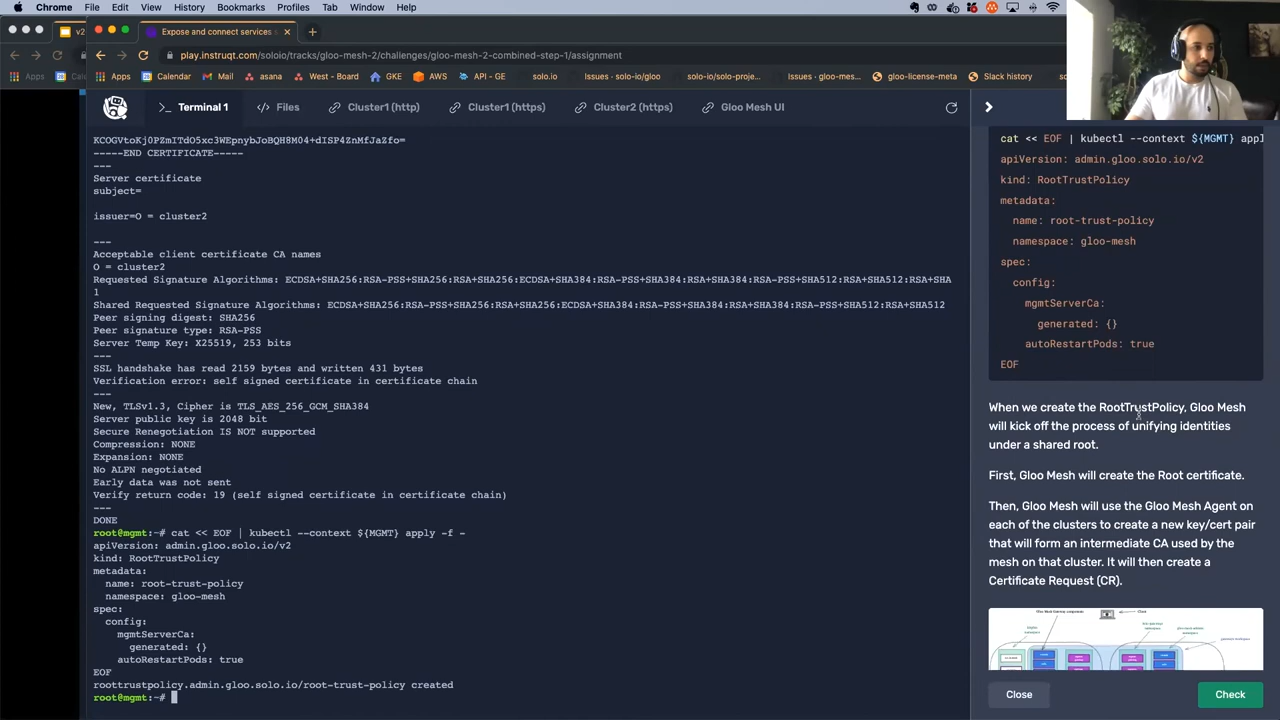 Chrome File Edit View History Bookmarks Profiles Tab Window Help
v2
Expose and connect services
play.instruqt.com/soloio/tracks/gloo-mesh-2/challenges/gloo-mesh-2-combined-step-1/assignment
Apps
Apps Calendar Mail asana West - Board GKE AWS API - GE solo.io Issues · solo-io/gloo solo-io/solo-proje... Issues · gloo-mes... gloo-license-meta Slack history
Terminal 1 Files Cluster1 (http) Cluster1 (https) Cluster2 (https) Gloo Mesh UI
KCOGVtoKj0PZmITdO5xc3WEpnybJoBQH8M04+dISP4ZnMfJaZfo=
-----END CERTIFICATE-----
---
Server certificate
subject=
issuer=O = cluster2
---
Acceptable client certificate CA names
O = cluster2
Requested Signature Algorithms: ECDSA+SHA256:RSA-PSS+SHA256:RSA+SHA256:ECDSA+SHA384:RSA-PSS+SHA384:RSA+SHA384:RSA-PSS+SHA512:RSA+SHA512:RSA+SHA
1
Shared Requested Signature Algorithms: ECDSA+SHA256:RSA-PSS+SHA256:RSA+SHA256:ECDSA+SHA384:RSA-PSS+SHA384:RSA+SHA384:RSA-PSS+SHA512:RSA+SHA512
Peer signing digest: SHA256
Peer signature type: RSA-PSS
Server Temp Key: X25519, 253 bits
---
SSL handshake has read 2159 bytes and written 431 bytes
Verification error: self signed certificate in certificate chain
---
New, TLSv1.3, Cipher is TLS_AES_256_GCM_SHA384
Server public key is 2048 bit
Secure Renegotiation IS NOT supported
Compression: NONE
Expansion: NONE
No ALPN negotiated
Early data was not sent
Verify return code: 19 (self signed certificate in certificate chain)
---
DONE
root@mgmt:~# cat << EOF | kubectl --context ${MGMT} apply -f -
apiVersion: admin.gloo.solo.io/v2
kind: RootTrustPolicy
metadata:
name: root-trust-policy
namespace: gloo-mesh
spec:
config:
mgmtServerCa:
generated: {}
autoRestartPods: true
EOF
roottrustpolicy.admin.gloo.solo.io/root-trust-policy created
root@mgmt:~#
cat << EOF | kubectl --context ${MGMT} appl
apiVersion: admin.gloo.solo.io/v2
kind: RootTrustPolicy
metadata:
name: root-trust-policy
namespace: gloo-mesh
spec:
config:
mgmtServerCa:
generated: {}
autoRestartPods: true
EOF
When we create the RootTrustPolicy, Gloo Mesh
will kick off the process of unifying identities
under a shared root.
First, Gloo Mesh will create the Root certificate.
Then, Gloo Mesh will use the Gloo Mesh Agent on
each of the clusters to create a new key/cert pair
that will form an intermediate CA used by the
mesh on that cluster. It will then create a
Certificate Request (CR).
Close Check